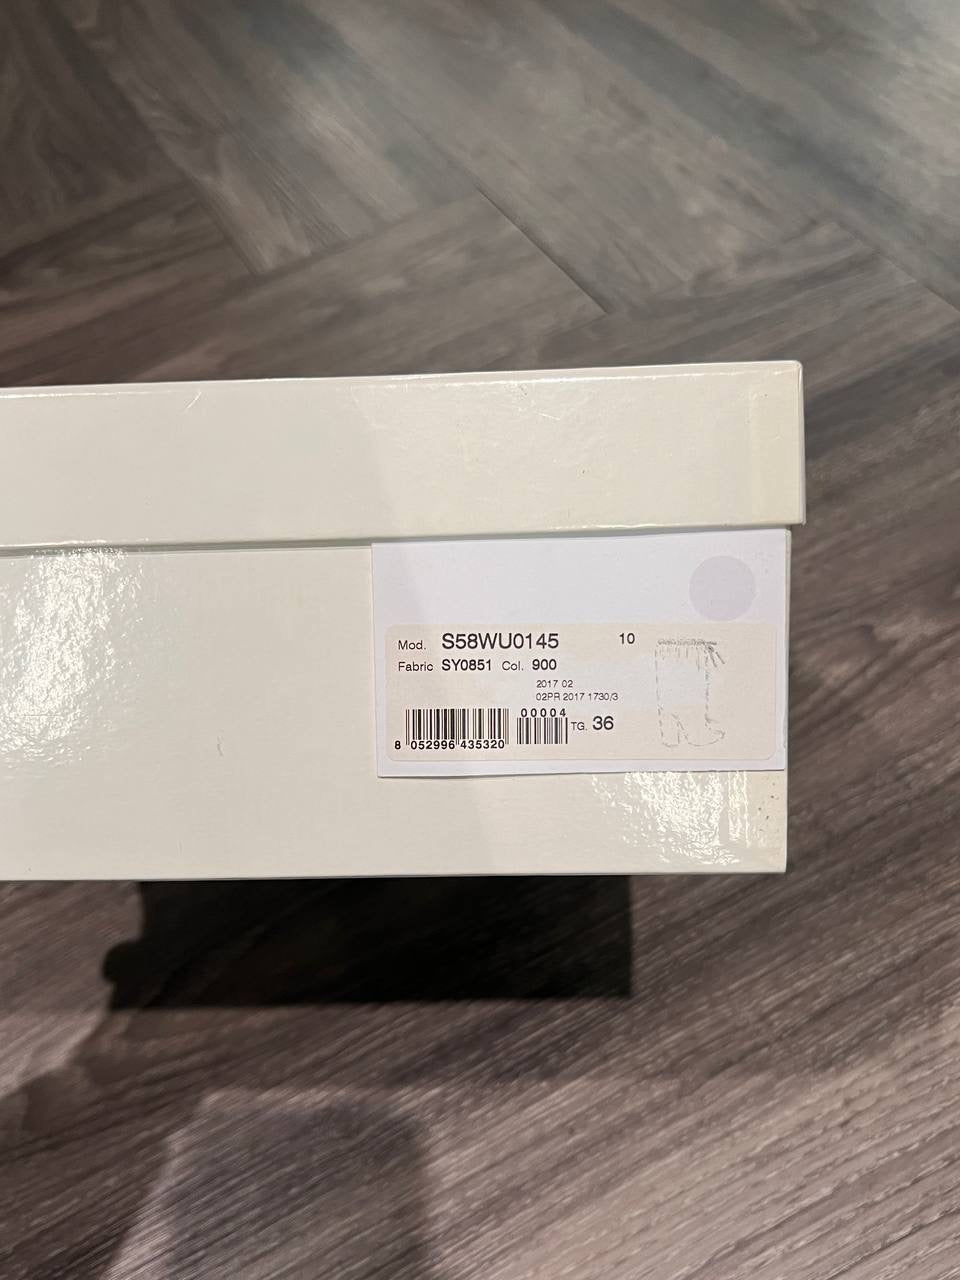 Mod. S58WU0145 10
Fabric SY0851 Col. 900
2017 02
02PR 2017 1730/3
00004
8 052996 435320
TG. 36